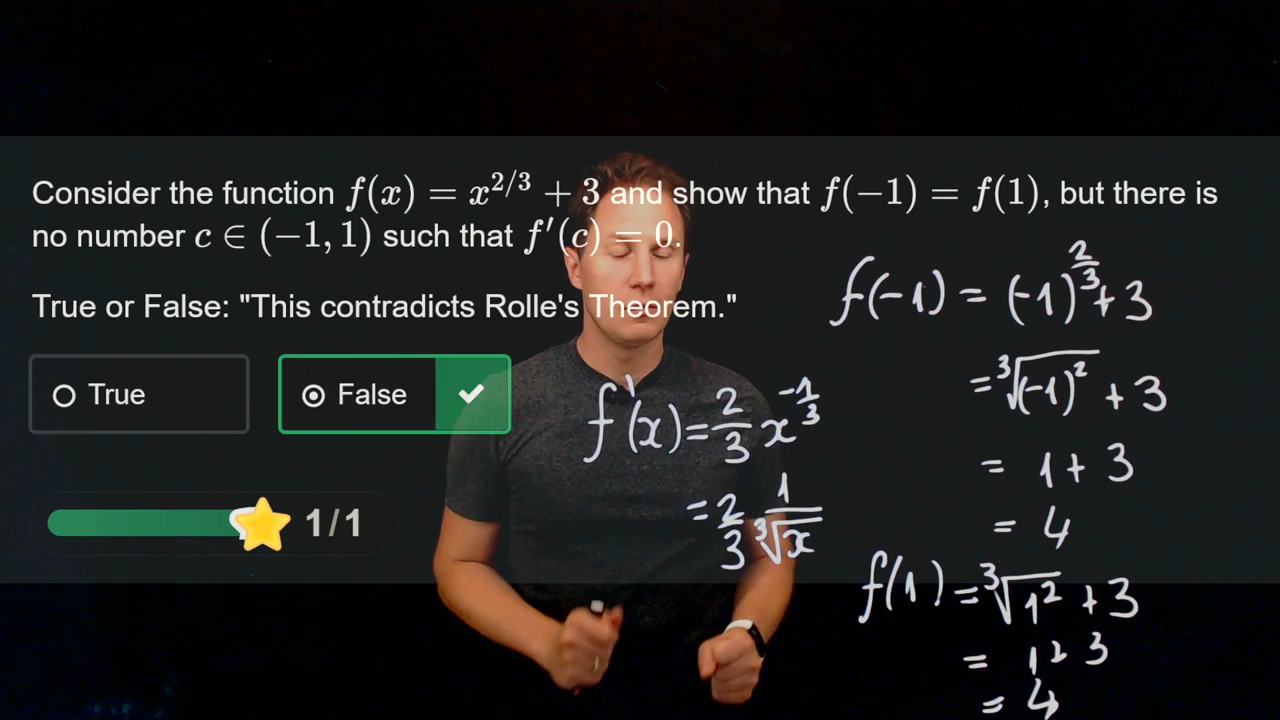 Consider the function f(x) = x^{2/3} + 3 and show that f(−1) = f(1), but there is
no number c ∈ (−1, 1) such that f′(c) = 0.
True or False: "This contradicts Rolle's Theorem."
True
False
1/1
f'(x) = 2/3 x^{-1/3}
= 2/3 1/∛x
f(-1) = (-1)^{2/3} + 3
= ∛(-1)² + 3
= 1 + 3
= 4
f(1) = ∛1² + 3
= 1 + 3
= 4